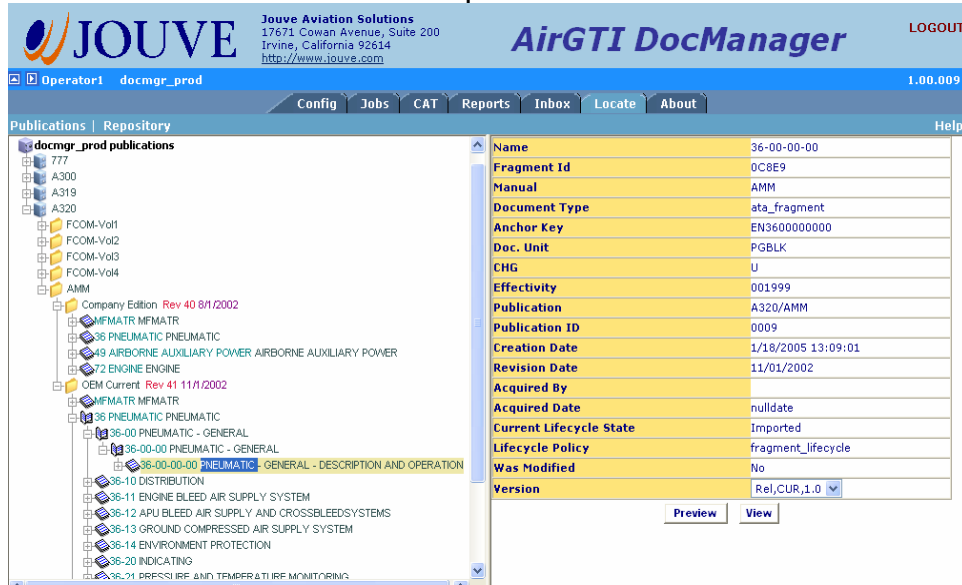 JOUVE
Jouve Aviation Solutions
17671 Cowan Avenue, Suite 200
Irvine, California 92614
http://www.jouve.com
AirGTI DocManager
LOGOUT
Operator1 docmgr_prod
1.00.009
Config Jobs CAT Reports Inbox Locate About
Publications | Repository
Help
docmgr_prod publications
777
A300
A319
A320
FCOM-Vol1
FCOM-Vol2
FCOM-Vol3
FCOM-Vol4
AMM
Company Edition Rev 40 8/1/2002
MFMATR MFMATR
36 PNEUMATIC PNEUMATIC
49 AIRBORNE AUXILIARY POWER AIRBORNE AUXILIARY POWER
72 ENGINE ENGINE
OEM Current Rev 41 11/1/2002
MFMATR MFMATR
36 PNEUMATIC PNEUMATIC
36-00 PNEUMATIC - GENERAL
36-00-00 PNEUMATIC - GENERAL
36-00-00-00 PNEUMATIC - GENERAL - DESCRIPTION AND OPERATION
36-10 DISTRIBUTION
36-11 ENGINE BLEED AIR SUPPLY SYSTEM
36-12 APU BLEED AIR SUPPLY AND CROSSBLEEDSYSTEMS
36-13 GROUND COMPRESSED AIR SUPPLY SYSTEM
36-14 ENVIRONMENT PROTECTION
36-20 INDICATING
36-21 PRESSURE AND TEMPERATURE MONITORING
Name 36-00-00-00
Fragment Id 0C8E9
Manual AMM
Document Type ata_fragment
Anchor Key EN3600000000
Doc. Unit PGBLK
CHG U
Effectivity 001999
Publication A320/AMM
Publication ID 0009
Creation Date 1/18/2005 13:09:01
Revision Date 11/01/2002
Acquired By
Acquired Date nulldate
Current Lifecycle State Imported
Lifecycle Policy fragment_lifecycle
Was Modified No
Version Rel,CUR,1.0
Preview View